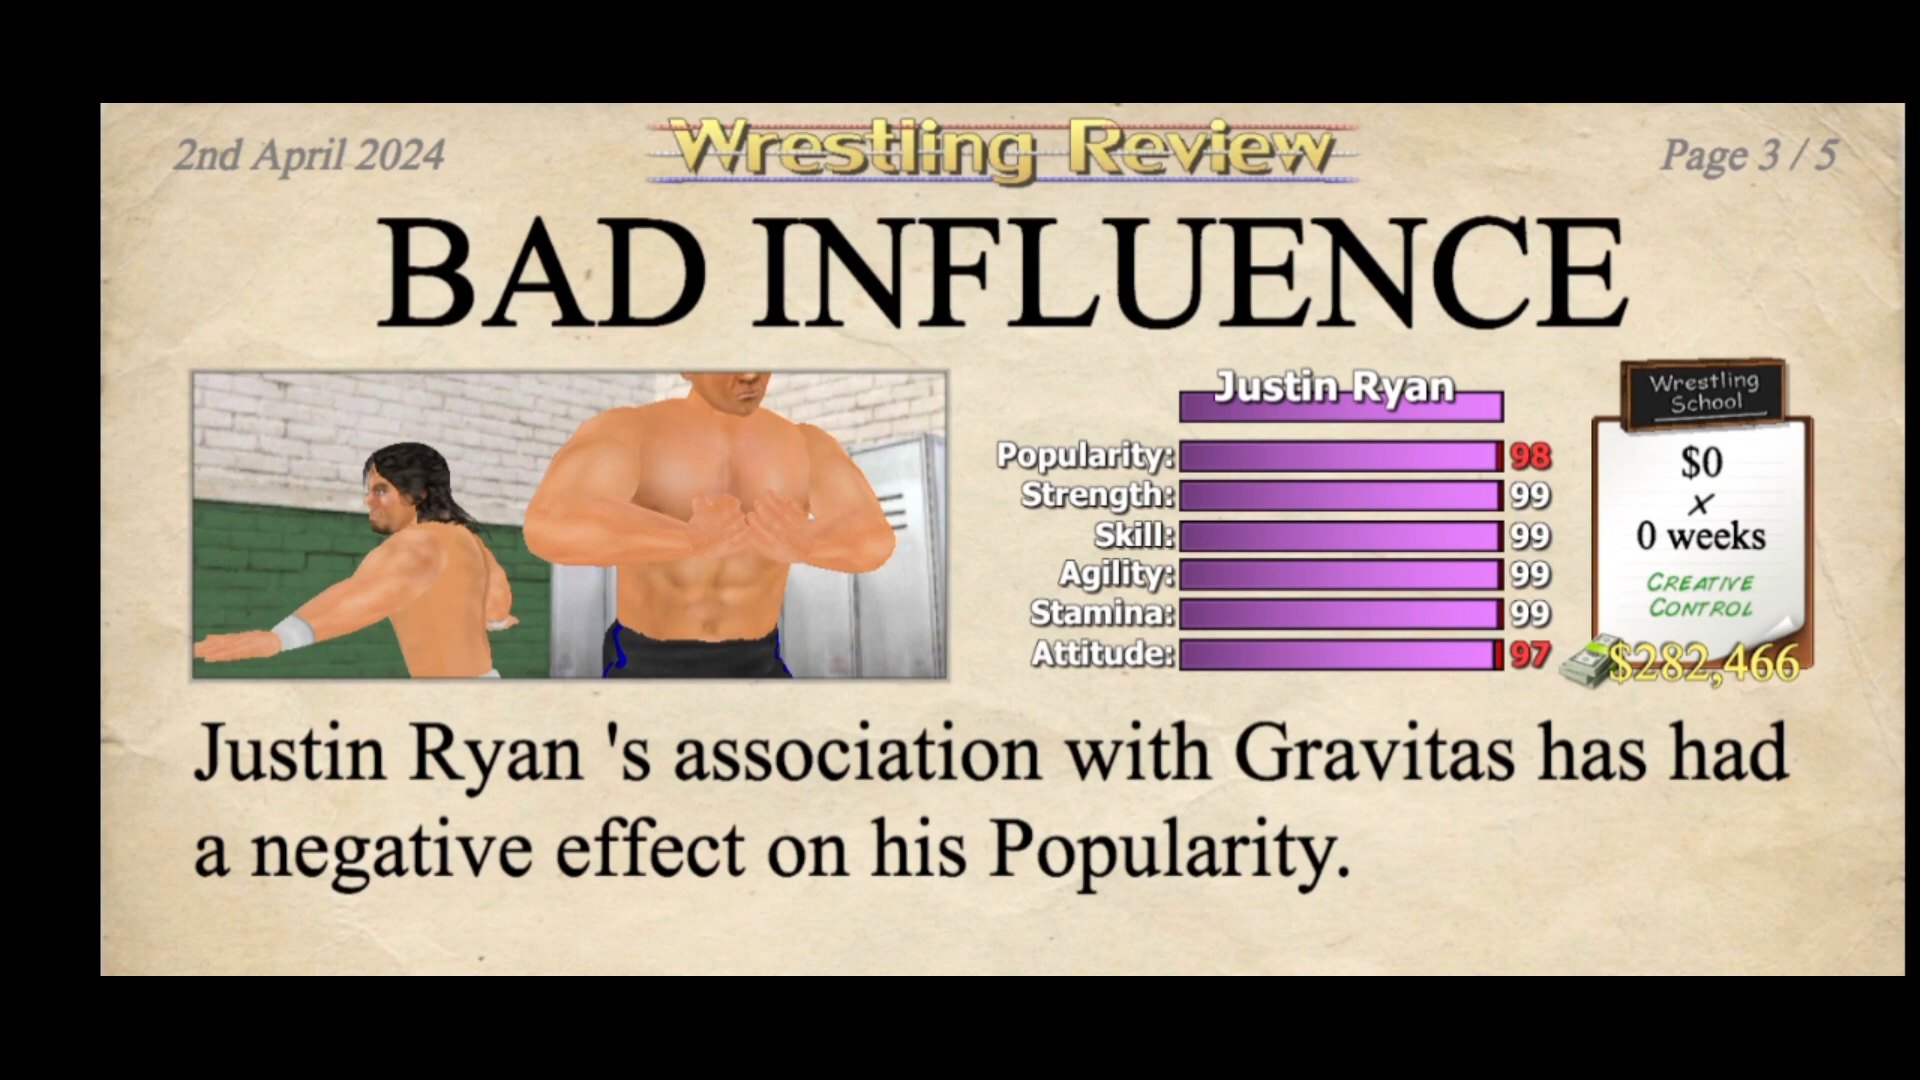 2nd April 2024
Wrestling Review
Page 3 / 5
BAD INFLUENCE
Justin Ryan
Popularity: 98
Strength: 99
Skill: 99
Agility: 99
Stamina: 99
Attitude: 97
Wrestling
School
$0
x
0 weeks
CREATIVE
CONTROL
$282,466
Justin Ryan 's association with Gravitas has had
a negative effect on his Popularity.